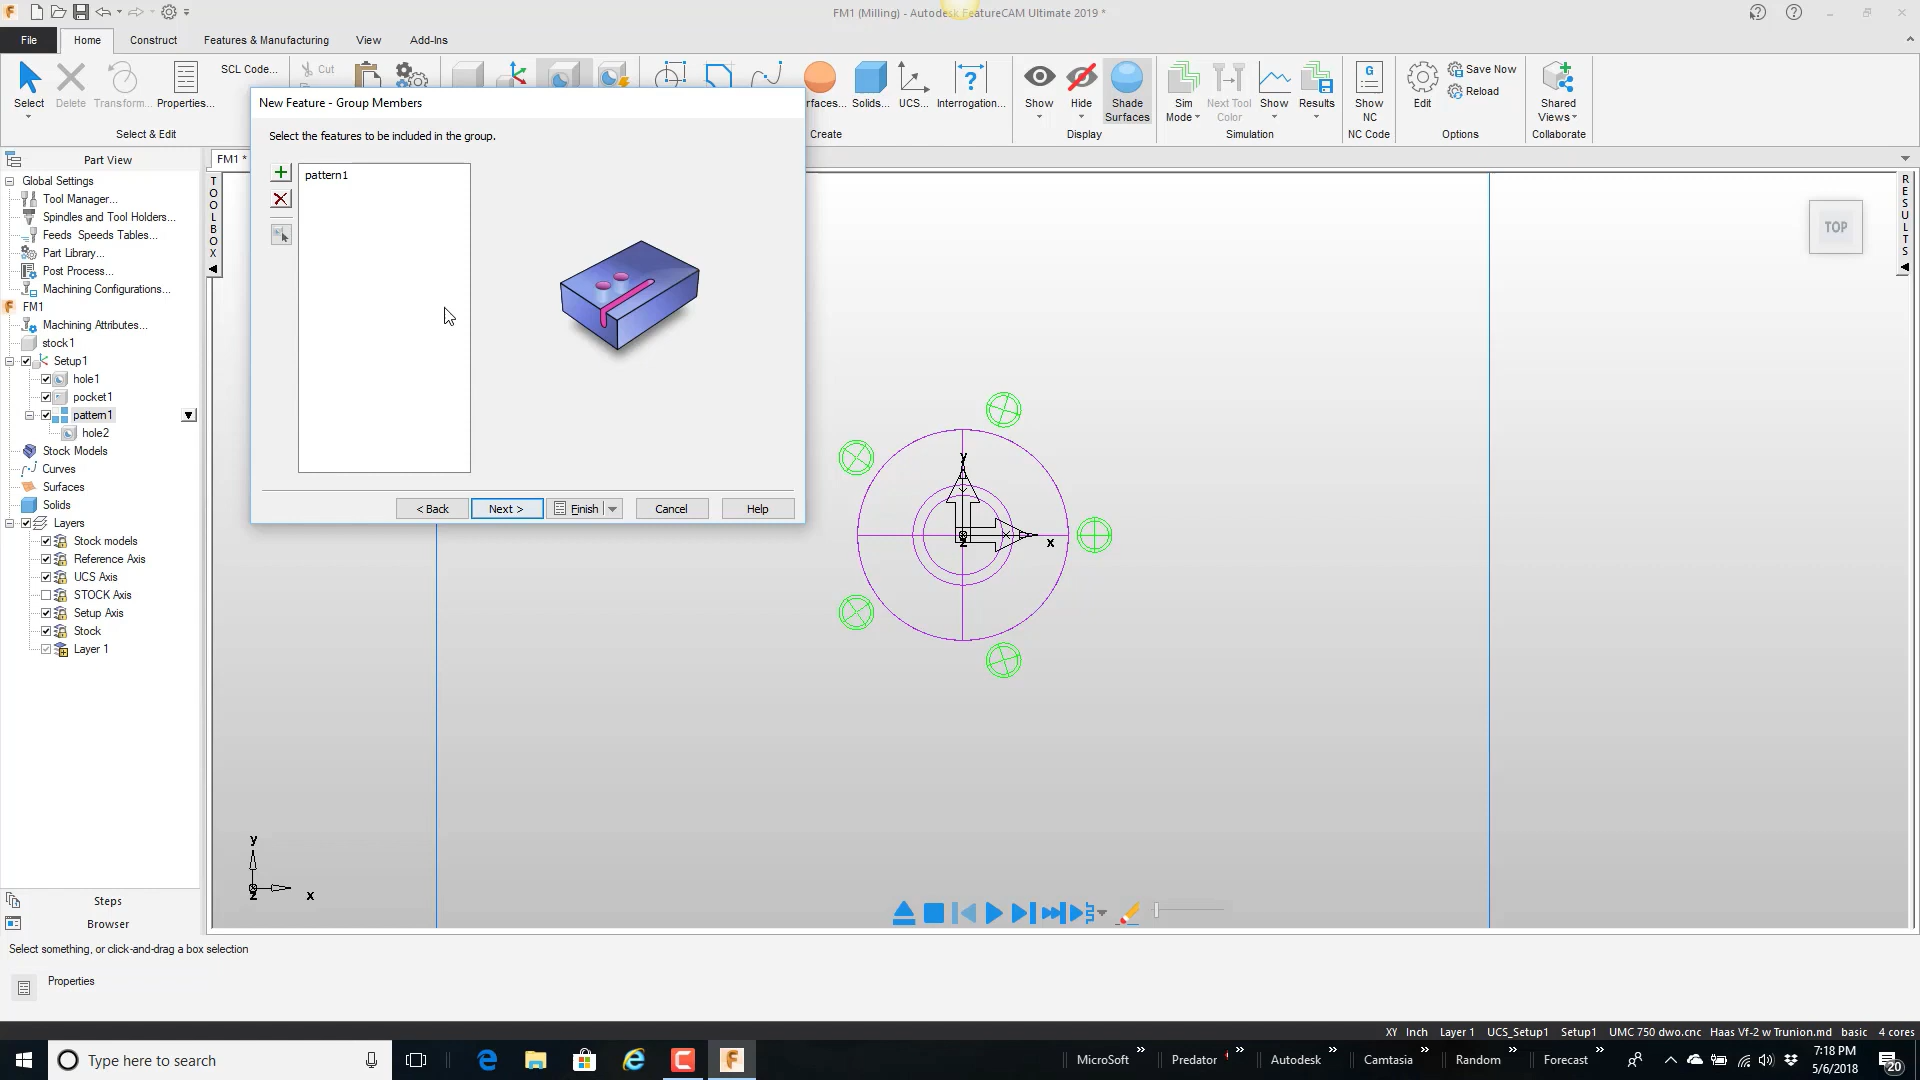 FM1 (Milling) - Autodesk FeatureCAM Ultimate 2019 *
File
Home
Construct
Features & Manufacturing
View
Add-Ins
Select
Delete
Transform...
Properties...
SCL Code...
Cut
Select & Edit
rfaces...
Solids...
UCS...
Interrogation...
Create
Show
Hide
Shade
Surfaces
Display
Sim
Mode
Next Tool
Color
Show
Results
Simulation
G
Show
NC
NC Code
Edit
Save Now
Reload
Options
Shared
Views
Collaborate
New Feature - Group Members
Select the features to be included in the group.
pattern1
< Back
Next >
Finish
Cancel
Help
Part View
FM1 *
Global Settings
Tool Manager...
Spindles and Tool Holders...
Feeds Speeds Tables...
Part Library...
Post Process...
Machining Configurations...
FM1
Machining Attributes...
stock1
Setup1
hole1
pocket1
pattern1
hole2
Stock Models
Curves
Surfaces
Solids
Layers
Stock models
Reference Axis
UCS Axis
STOCK Axis
Setup Axis
Stock
Layer 1
TOOLBOX
RESULTS
TOP
y
x
z
y
x
z
Steps
Browser
Select something, or click-and-drag a box selection
Properties
XY Inch Layer 1 UCS_Setup1 Setup1 UMC 750 dwo.cnc Haas Vf-2 w Trunion.md basic 4 cores
Type here to search
MicroSoft
Predator
Autodesk
Camtasia
Random
Forecast
7:18 PM
5/6/2018
20